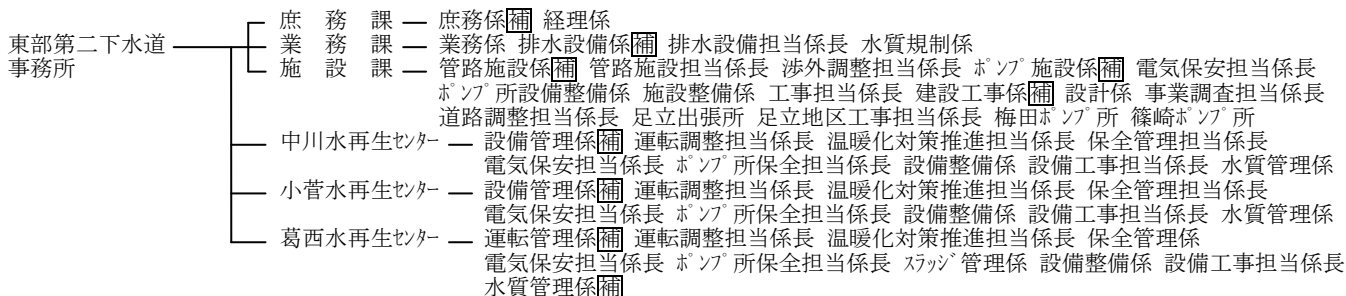 庶務課 庶務係補 経理係
東部第二下水道 業務課 業務係 排水設備係補 排水設備担当係長 水質規制係
事務所 施設課 管路施設係補 管路施設担当係長 渉外調整担当係長 ﾎﾟﾝﾌﾟ施設係補 電気保安担当係長
ﾎﾟﾝﾌﾟ所設備整備係 施設整備係 工事担当係長 建設工事係補 設計係 事業調査担当係長
道路調整担当係長 足立出張所 足立地区工事担当係長 梅田ﾎﾟﾝﾌﾟ所 篠崎ﾎﾟﾝﾌﾟ所
中川水再生ｾﾝﾀｰ 設備管理係補 運転調整担当係長 温暖化対策推進担当係長 保全管理担当係長
電気保安担当係長 ﾎﾟﾝﾌﾟ所保全担当係長 設備整備係 設備工事担当係長 水質管理係
小菅水再生ｾﾝﾀｰ 設備管理係補 運転調整担当係長 温暖化対策推進担当係長 保全管理担当係長
電気保安担当係長 ﾎﾟﾝﾌﾟ所保全担当係長 設備整備係 設備工事担当係長 水質管理係
葛西水再生ｾﾝﾀｰ 運転管理係補 運転調整担当係長 温暖化対策推進担当係長 保全管理係
電気保安担当係長 ﾎﾟﾝﾌﾟ所保全担当係長 ｽﾗｯｼﾞ管理係 設備整備係 設備工事担当係長
水質管理係補